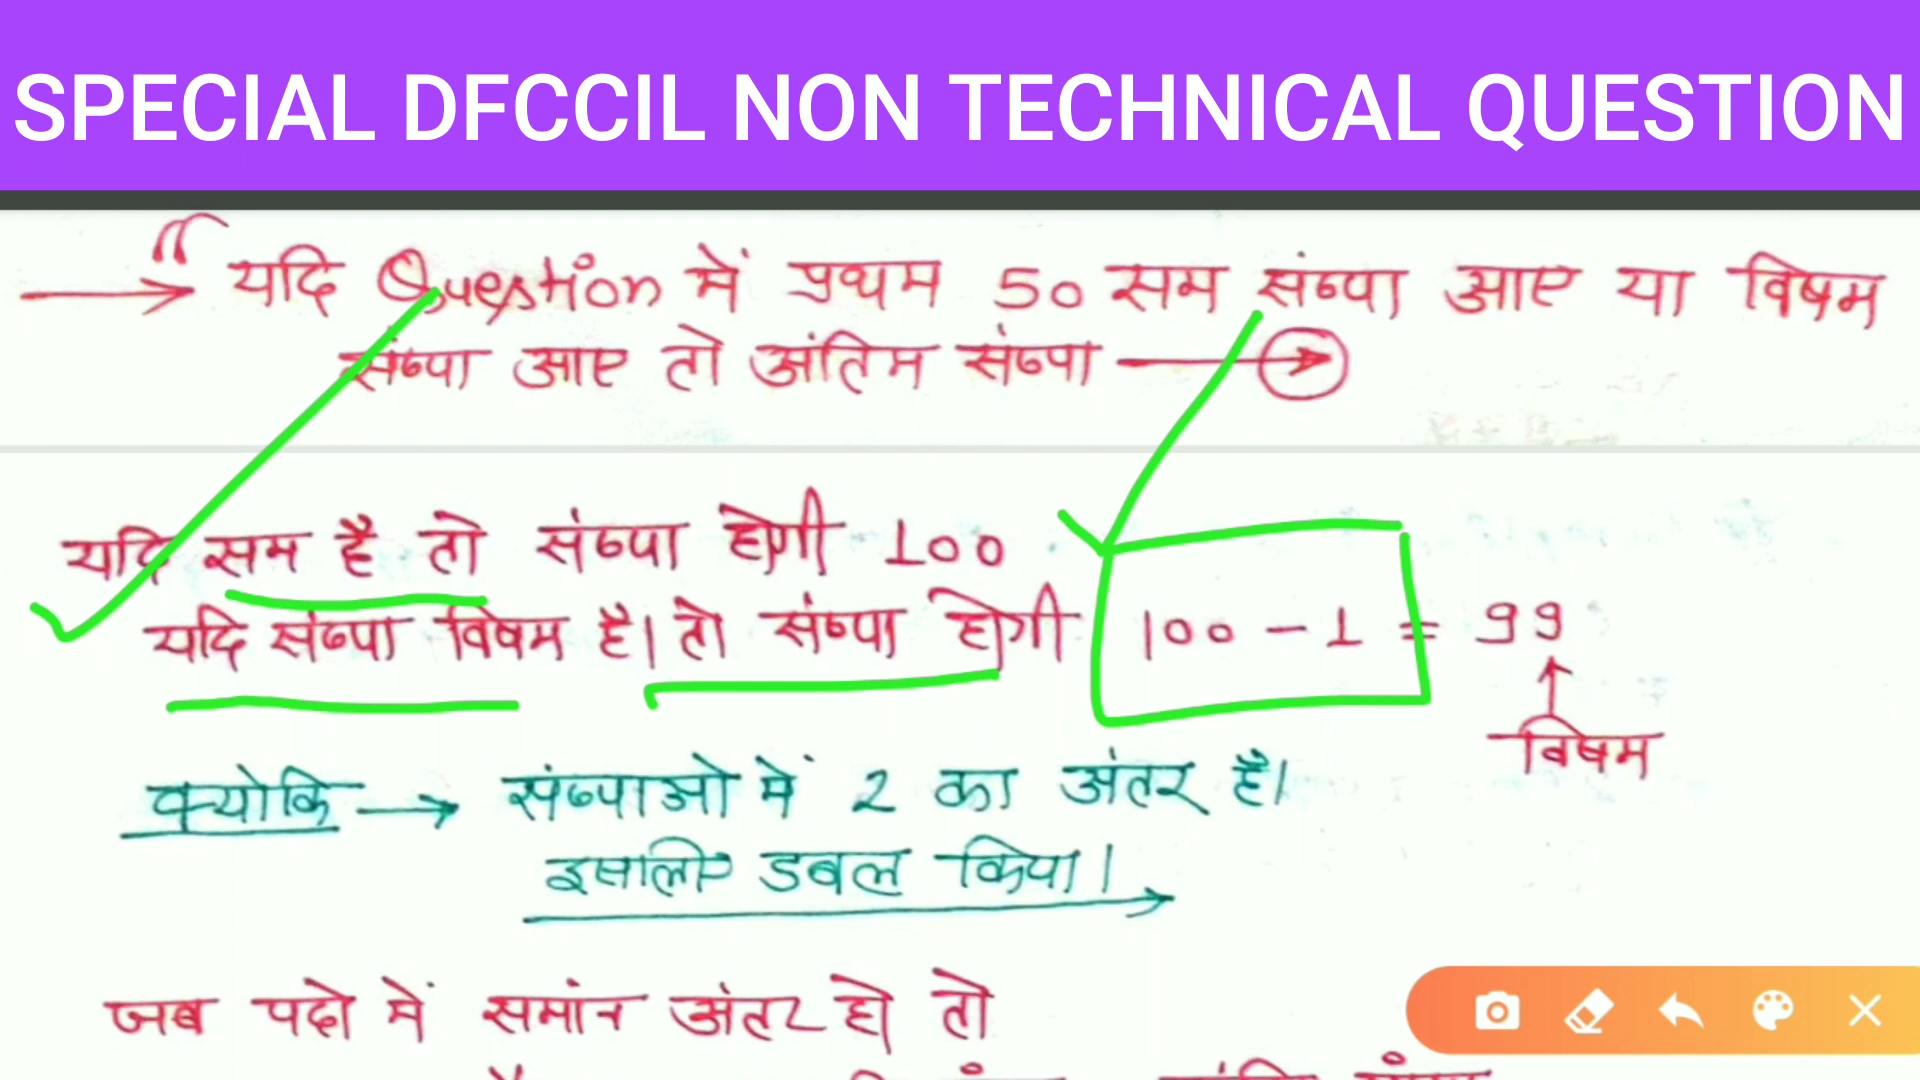 SPECIAL DFCCIL NON TECHNICAL QUESTION
यदि Question में प्रथम 50 सम संख्या आए या विषम
संख्या आए तो अंतिम संख्या
यदि सम है तो संख्या होगी 100
यदि संख्या विषम है। तो संख्या होगी 100 - 1 = 99
विषम
क्योकि → संख्याओ में 2 का अंतर है।
इसलिए डबल किया।
जब पदो में समान अंतर हो तो